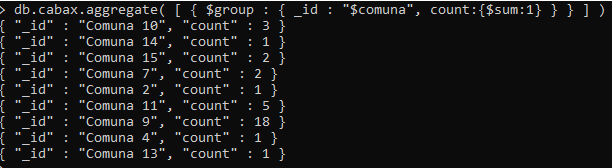 > db.cabax.aggregate( [ { $group : { _id : "$comuna", count:{$sum:1} } } ] )
{ "_id" : "Comuna 10", "count" : 3 }
{ "_id" : "Comuna 14", "count" : 1 }
{ "_id" : "Comuna 15", "count" : 2 }
{ "_id" : "Comuna 7", "count" : 2 }
{ "_id" : "Comuna 2", "count" : 1 }
{ "_id" : "Comuna 11", "count" : 5 }
{ "_id" : "Comuna 9", "count" : 18 }
{ "_id" : "Comuna 4", "count" : 1 }
{ "_id" : "Comuna 13", "count" : 1 }